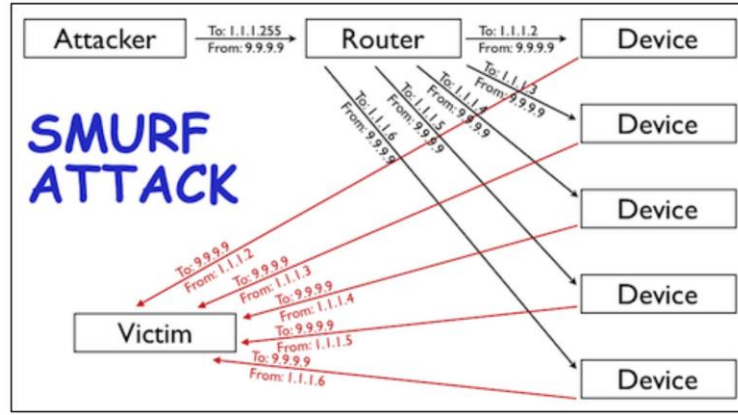 Attacker
To: 1.1.1.255
From: 9.9.9.9
Router
To: 1.1.1.2
From: 9.9.9.9
Device
To: 1.1.1.3
From: 9.9.9.9
Device
To: 1.1.1.4
From: 9.9.9.9
Device
To: 1.1.1.5
From: 9.9.9.9
Device
To: 1.1.1.6
From: 9.9.9.9
Device
SMURF
ATTACK
To: 9.9.9.9
From: 1.1.1.2
To: 9.9.9.9
From: 1.1.1.3
To: 9.9.9.9
From: 1.1.1.4
To: 9.9.9.9
From: 1.1.1.5
To: 9.9.9.9
From: 1.1.1.6
Victim